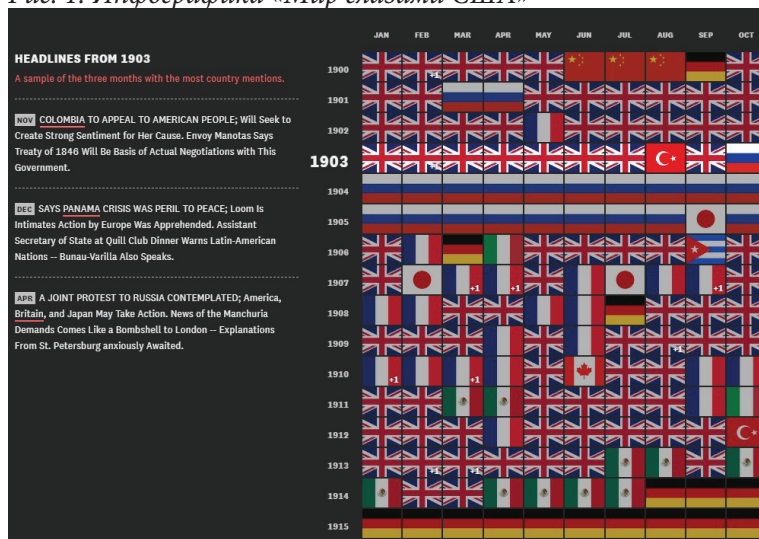 Рис. 1. Инфографика «Мир глазами США»
JAN FEB MAR APR MAY JUN JUL AUG SEP OCT
HEADLINES FROM 1903
A sample of the three months with the most country mentions.
NOV COLOMBIA TO APPEAL TO AMERICAN PEOPLE; Will Seek to
Create Strong Sentiment for Her Cause. Envoy Manotas Says
Treaty of 1846 Will Be Basis of Actual Negotiations with This
Government.
DEC SAYS PANAMA CRISIS WAS PERIL TO PEACE; Loom Is
Intimates Action by Europe Was Apprehended. Assistant
Secretary of State at Quill Club Dinner Warns Latin-American
Nations -- Bunau-Varilla Also Speaks.
APR A JOINT PROTEST TO RUSSIA CONTEMPLATED; America,
Britain, and Japan May Take Action. News of the Manchuria
Demands Comes Like a Bombshell to London -- Explanations
From St. Petersburg anxiously Awaited.
1900 +1
1901
1902
1903 +1
1904
1905
1906
1907 +1 +1 +1
1908
1909 +1
1910 +1 +1
1911
1912
1913 +1 +1
1914
1915